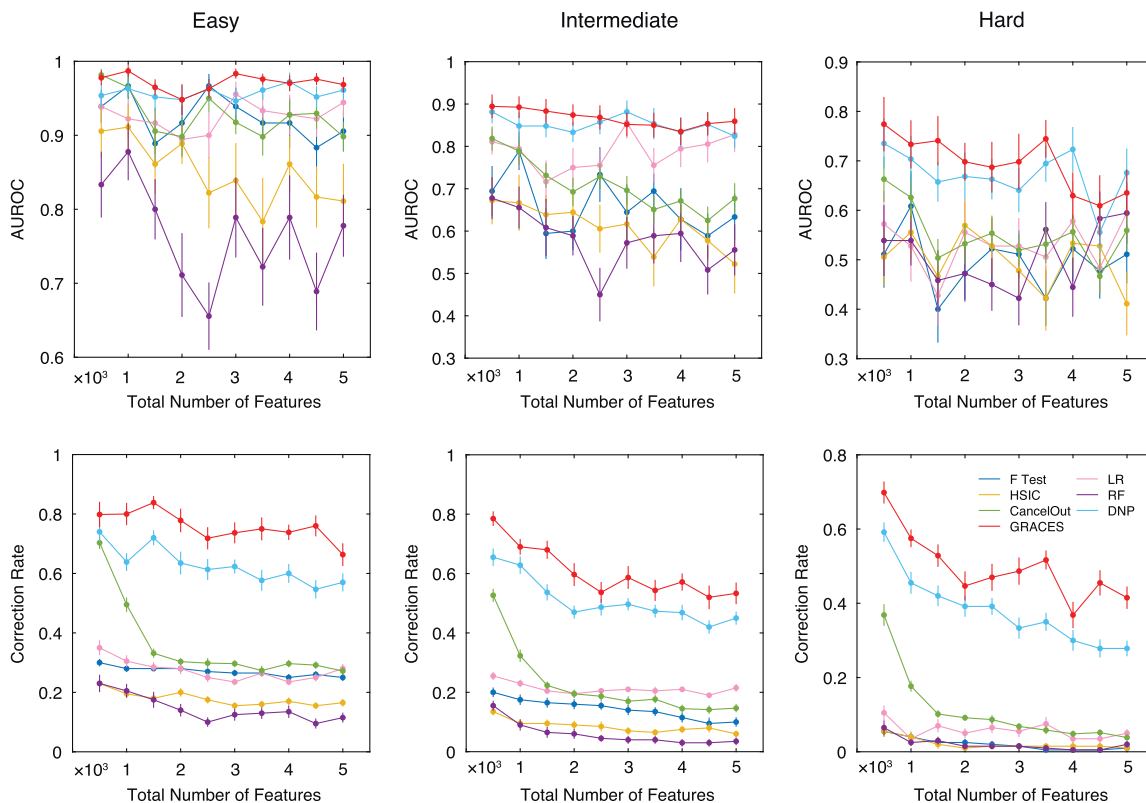 Easy Intermediate Hard
1
0.9
0.8
0.7
0.6
AUROC
×10³ 1 2 3 4 5
Total Number of Features
1
0.9
0.8
0.7
0.6
0.5
0.4
0.3
AUROC
×10³ 1 2 3 4 5
Total Number of Features
0.9
0.8
0.7
0.6
0.5
0.4
0.3
AUROC
×10³ 1 2 3 4 5
Total Number of Features
1
0.8
0.6
0.4
0.2
0
Correction Rate
×10³ 1 2 3 4 5
Total Number of Features
1
0.8
0.6
0.4
0.2
0
Correction Rate
×10³ 1 2 3 4 5
Total Number of Features
0.8
0.6
0.4
0.2
0
Correction Rate
F Test LR
HSIC RF
CancelOut DNP
GRACES
×10³ 1 2 3 4 5
Total Number of Features